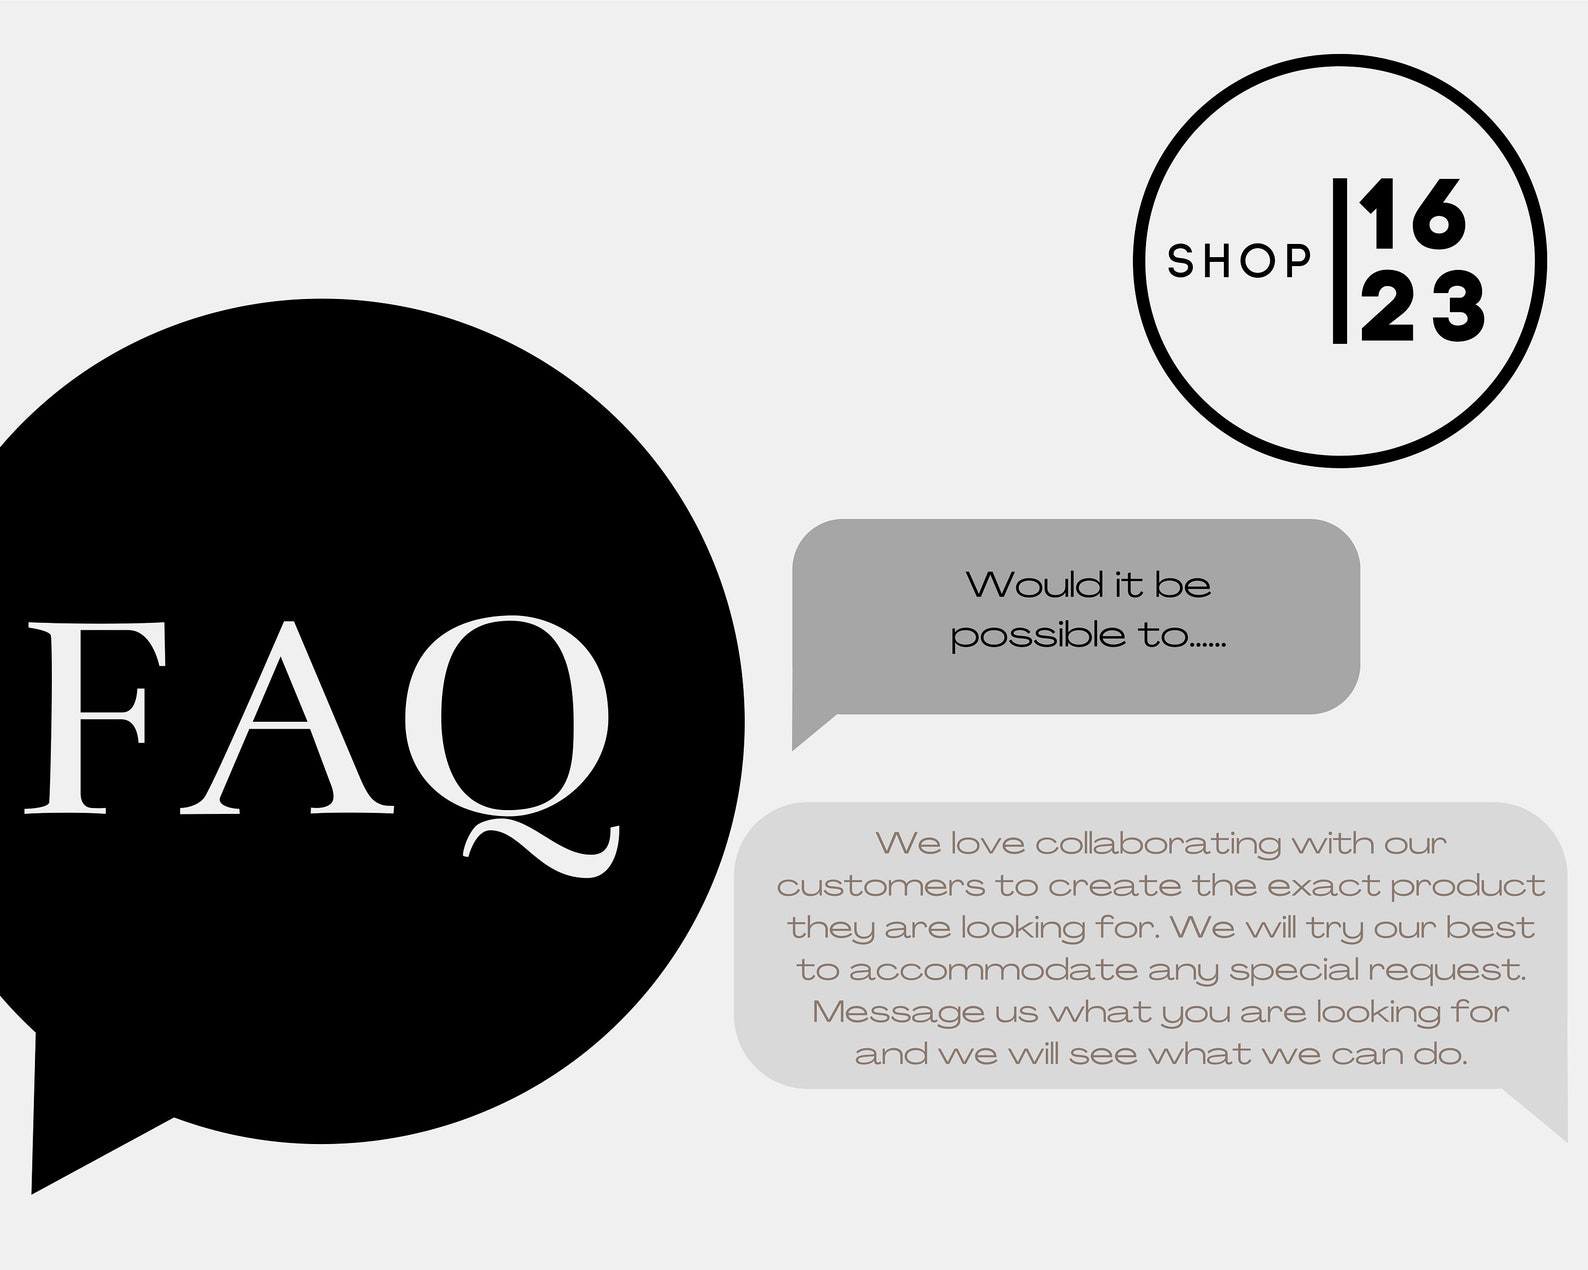 SHOP
16
23
FAQ
Would it be
possible to......
We love collaborating with our
customers to create the exact product
they are looking for. We will try our best
to accommodate any special request.
Message us what you are looking for
and we will see what we can do.